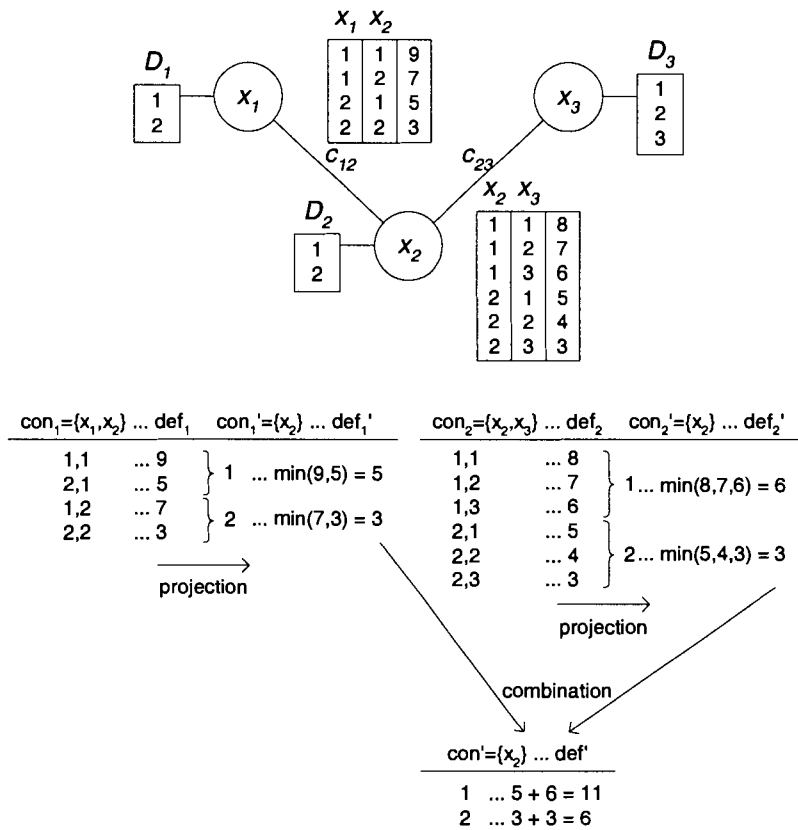 x₁ x₂
1 1 9
1 2 7
2 1 5
2 2 3
D₁
1
2
x₁
x₃
D₃
1
2
3
c₁₂
c₂₃
D₂
1
2
x₂
x₂ x₃
1 1 8
1 2 7
1 3 6
2 1 5
2 2 4
2 3 3
con₁={x₁,x₂} ... def₁ con₁'={x₂} ... def₁'
1,1 ... 9
2,1 ... 5
1 ... min(9,5) = 5
1,2 ... 7
2,2 ... 3
2 ... min(7,3) = 3
projection
con₂={x₂,x₃} ... def₂ con₂'={x₂} ... def₂'
1,1 ... 8
1,2 ... 7
1,3 ... 6
1 ... min(8,7,6) = 6
2,1 ... 5
2,2 ... 4
2,3 ... 3
2 ... min(5,4,3) = 3
projection
combination
con'={x₂} ... def'
1 ... 5 + 6 = 11
2 ... 3 + 3 = 6